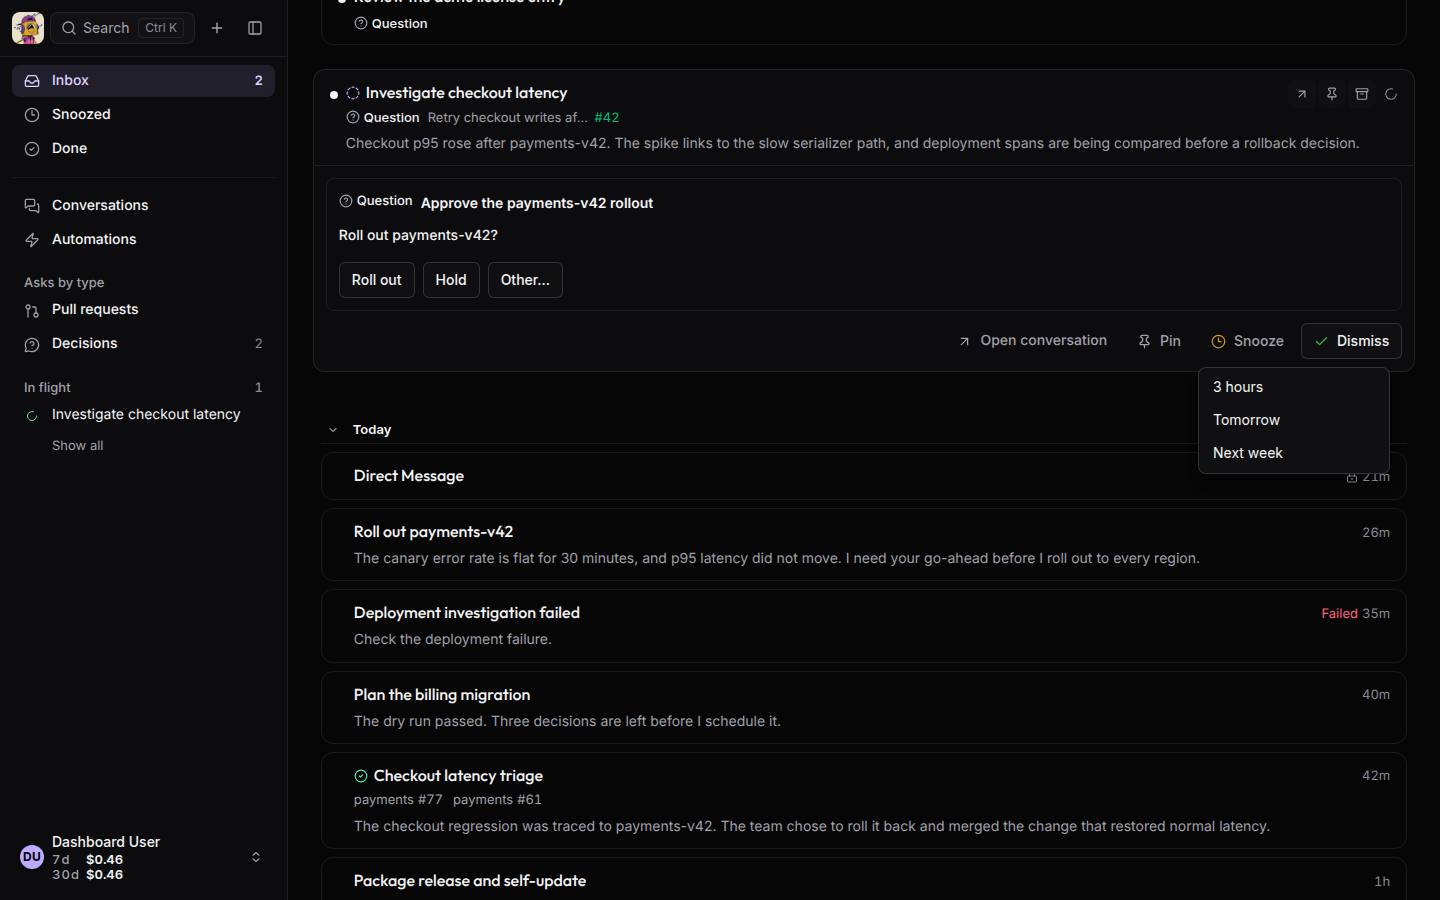 Search Ctrl K
Inbox 2
Snoozed
Done
Conversations
Automations
Asks by type
Pull requests
Decisions 2
In flight 1
Investigate checkout latency
Show all
DU
Dashboard User
7d $0.46
30d $0.46
Review the demo license entry
Question
Investigate checkout latency
Question Retry checkout writes af... #42
Checkout p95 rose after payments-v42. The spike links to the slow serializer path, and deployment spans are being compared before a rollback decision.
Question Approve the payments-v42 rollout
Roll out payments-v42?
Roll out Hold Other...
Open conversation Pin Snooze Dismiss
3 hours
Tomorrow
Next week
Today
Direct Message 21m
Roll out payments-v42 26m
The canary error rate is flat for 30 minutes, and p95 latency did not move. I need your go-ahead before I roll out to every region.
Deployment investigation failed Failed 35m
Check the deployment failure.
Plan the billing migration 40m
The dry run passed. Three decisions are left before I schedule it.
Checkout latency triage 42m
payments #77 payments #61
The checkout regression was traced to payments-v42. The team chose to roll it back and merged the change that restored normal latency.
Package release and self-update 1h